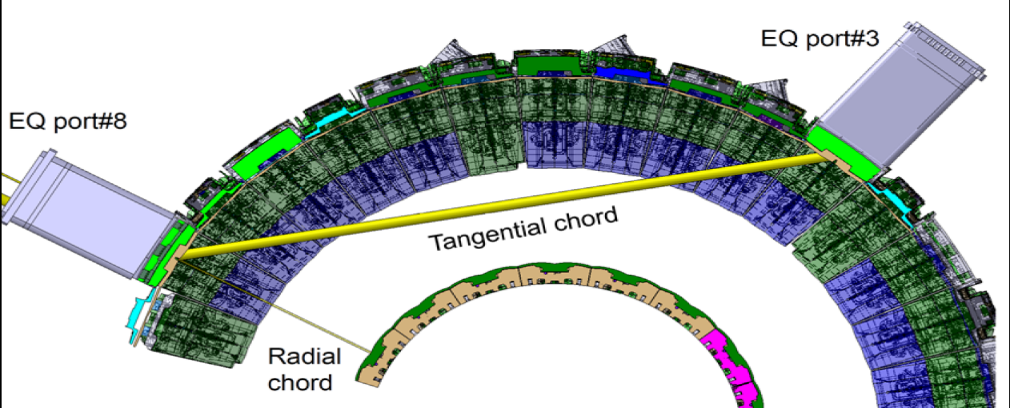 EQ port#3
EQ port#8
Tangential chord
Radial
chord